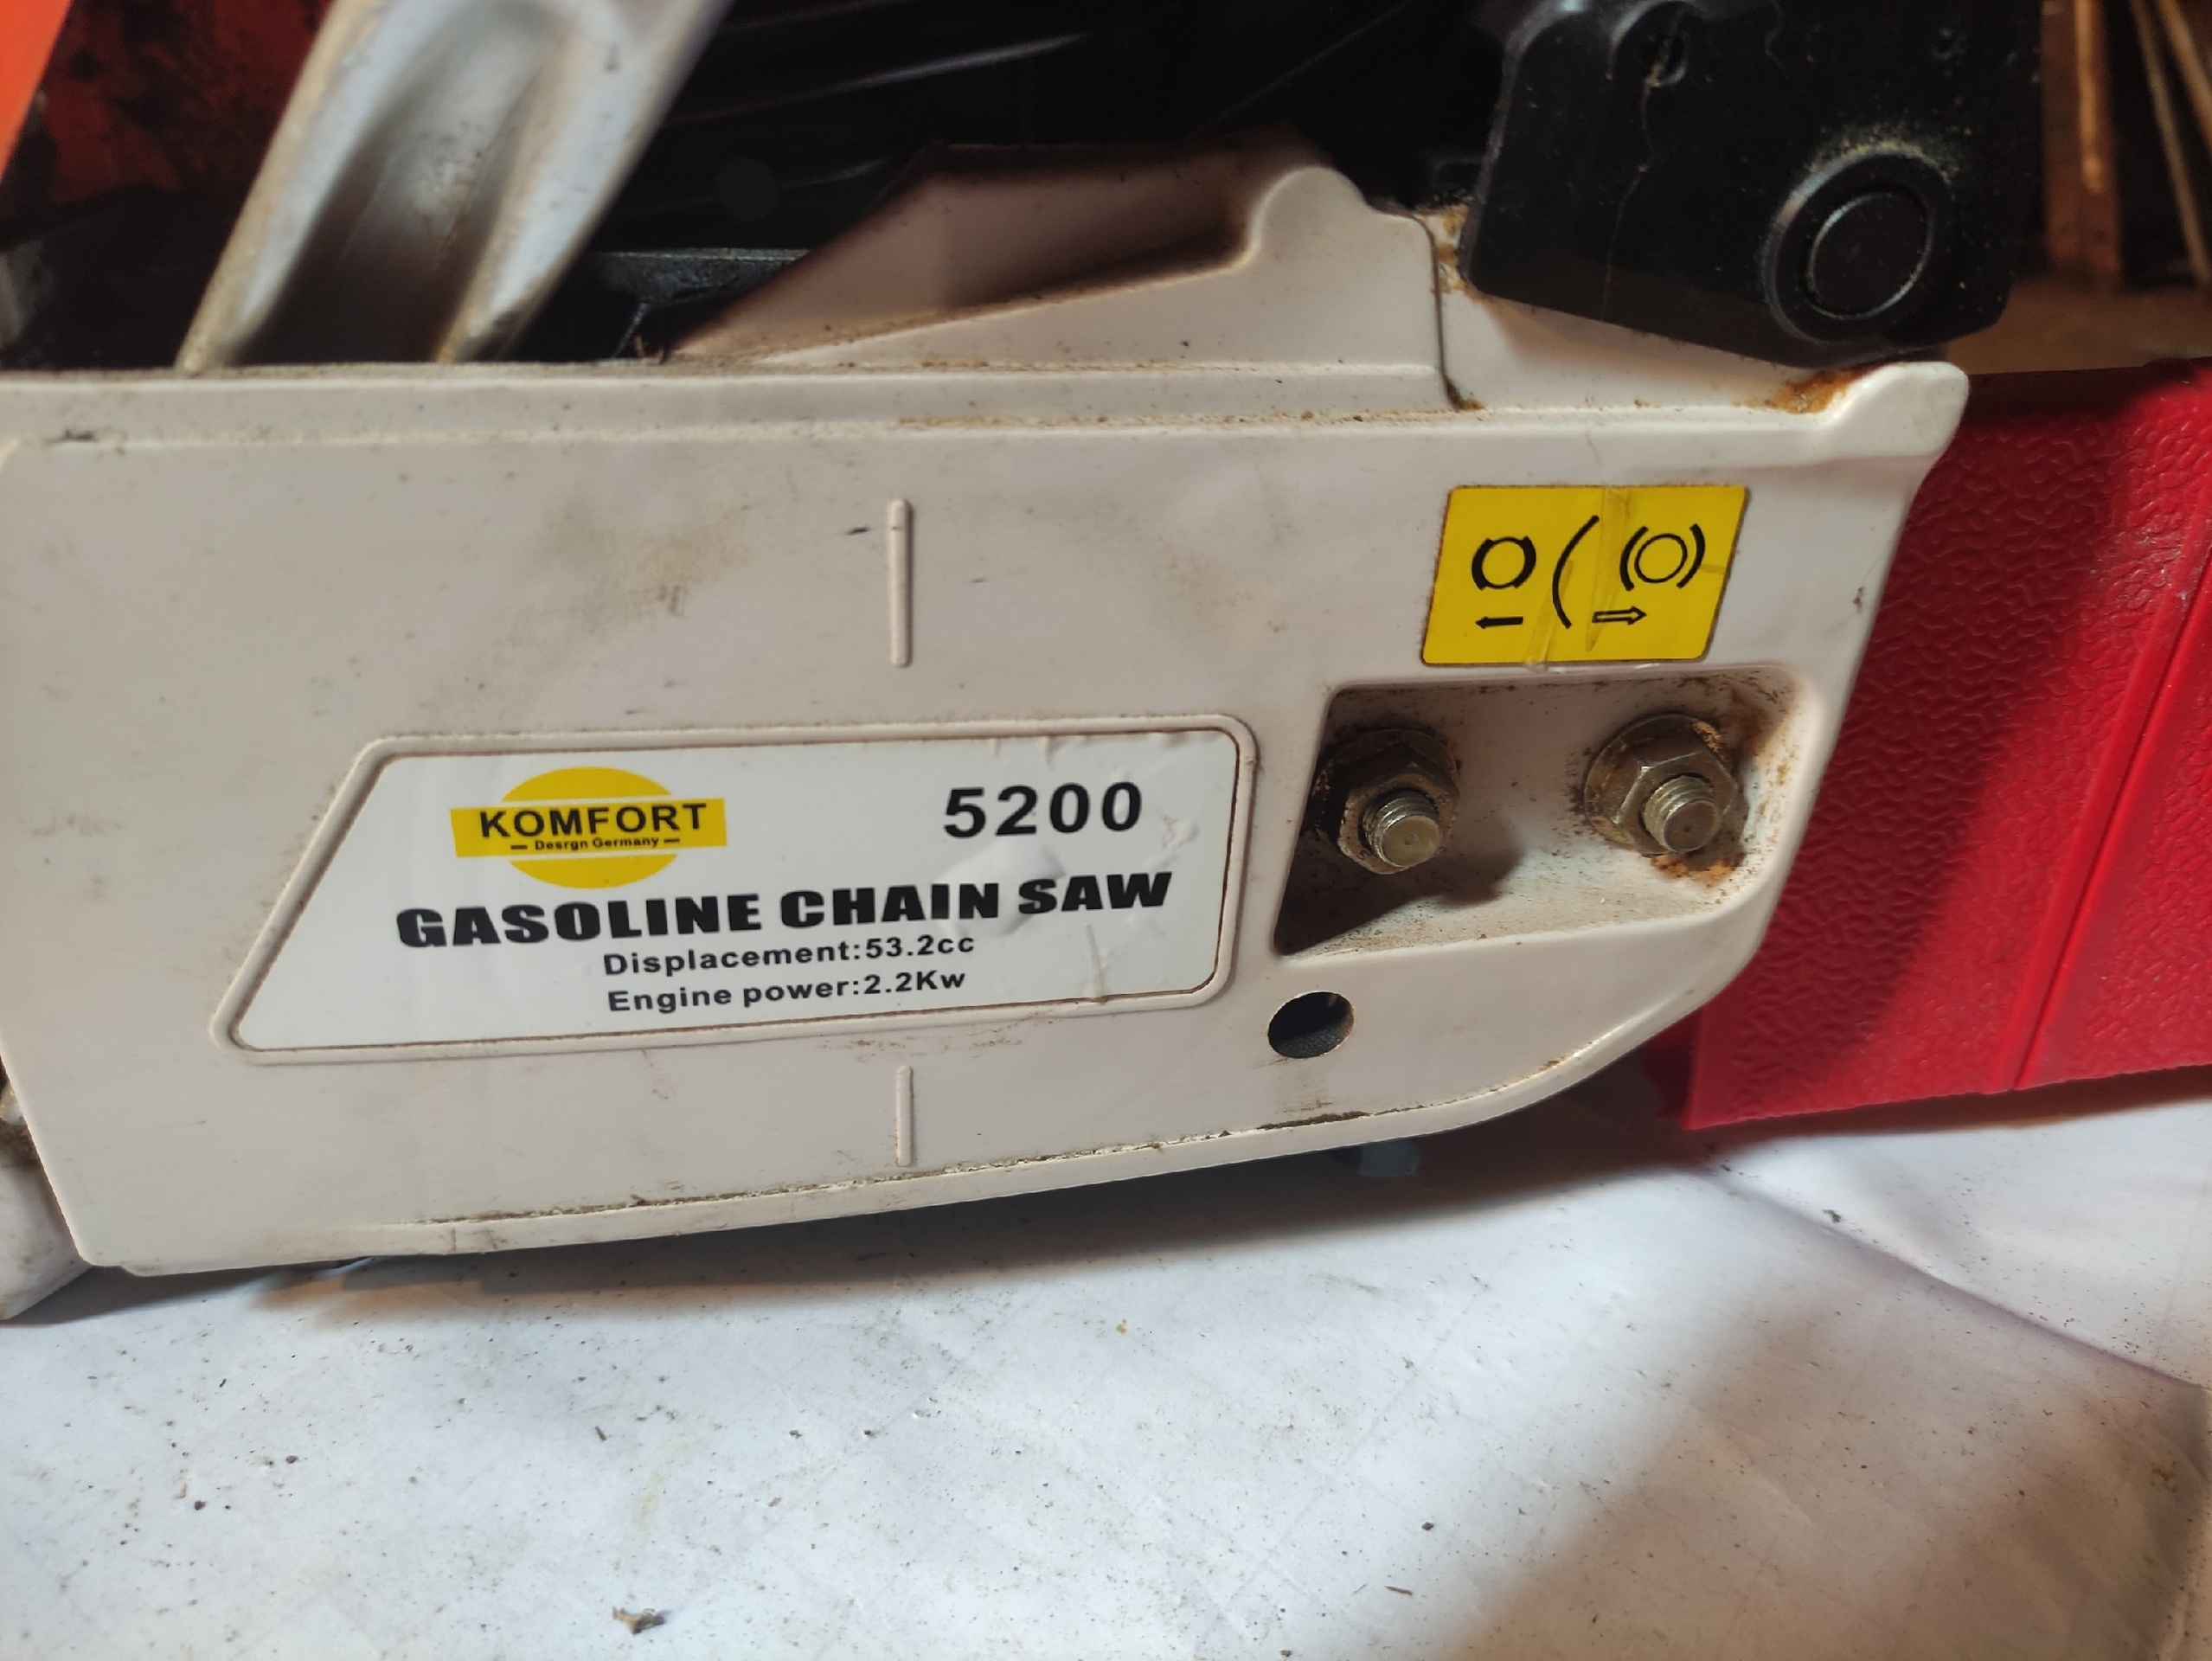 KOMFORT
Desrgn Germany
5200
GASOLINE CHAIN SAW
Displacement:53.2cc
Engine power:2.2Kw